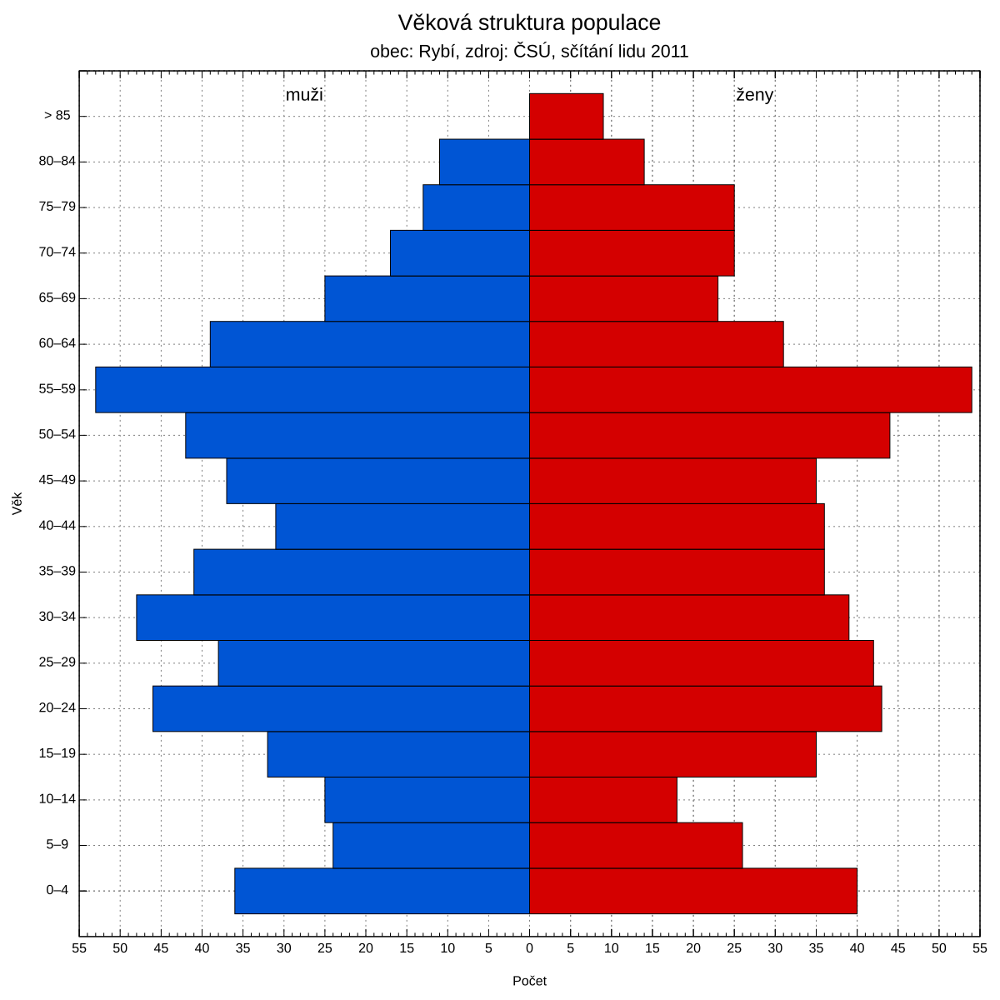 Věková struktura populace
obec: Rybí, zdroj: ČSÚ, sčítání lidu 2011
muži
ženy
> 85
80–84
75–79
70–74
65–69
60–64
55–59
50–54
45–49
40–44
35–39
30–34
25–29
20–24
15–19
10–14
5–9
0–4
Věk
55 50 45 40 35 30 25 20 15 10 5 0 5 10 15 20 25 30 35 40 45 50 55
Počet